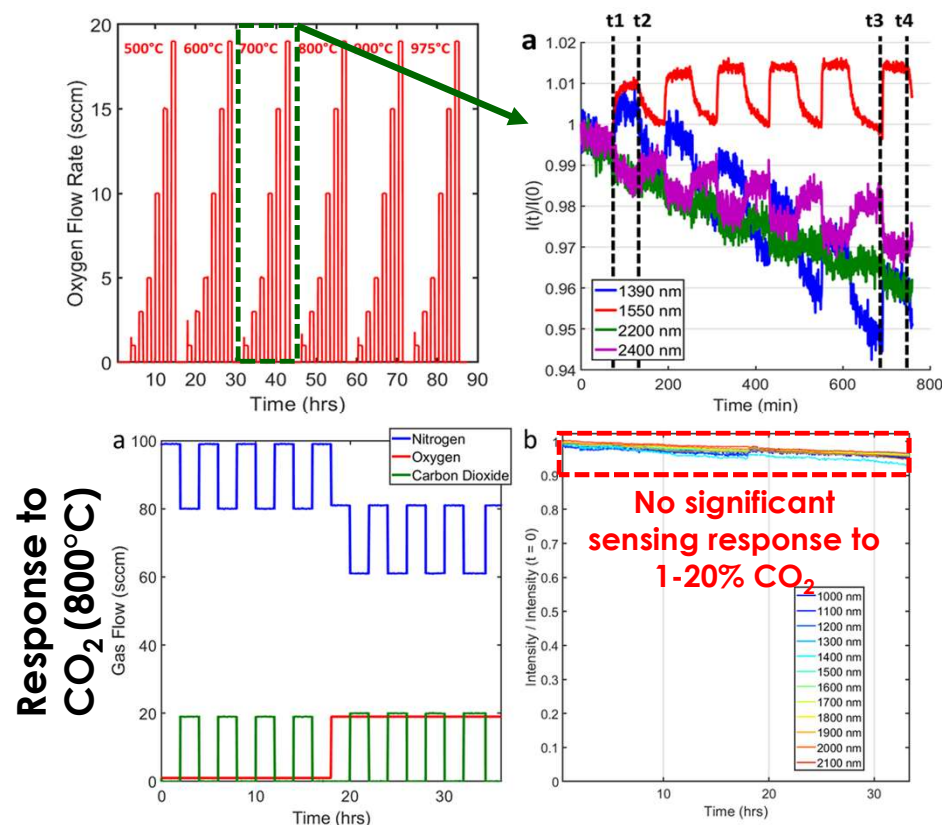 20
15
10
5
0
Oxygen Flow Rate (sccm)
500°C 600°C 700°C 800°C 900°C 975°C
10 20 30 40 50 60 70 80 90
Time (hrs)
t1 t2 t3 t4
a
1.02
1.01
1
0.99
0.98
0.97
0.96
0.95
0.94
I(t)/I(0)
1390 nm
1550 nm
2200 nm
2400 nm
0 200 400 600 800
Time (min)
Response to
CO2 (800°C)
a
100
80
60
40
20
0
Gas Flow (sccm)
Nitrogen
Oxygen
Carbon Dioxide
0 10 20 30
Time (hrs)
b
1
0.9
0.8
0.7
0.6
0.5
0.4
0.3
0.2
0.1
0
Intensity / Intensity (t = 0)
No significant
sensing response to
1-20% CO2
1000 nm
1100 nm
1200 nm
1300 nm
1400 nm
1500 nm
1600 nm
1700 nm
1800 nm
1900 nm
2000 nm
2100 nm
10 20 30
Time (hrs)